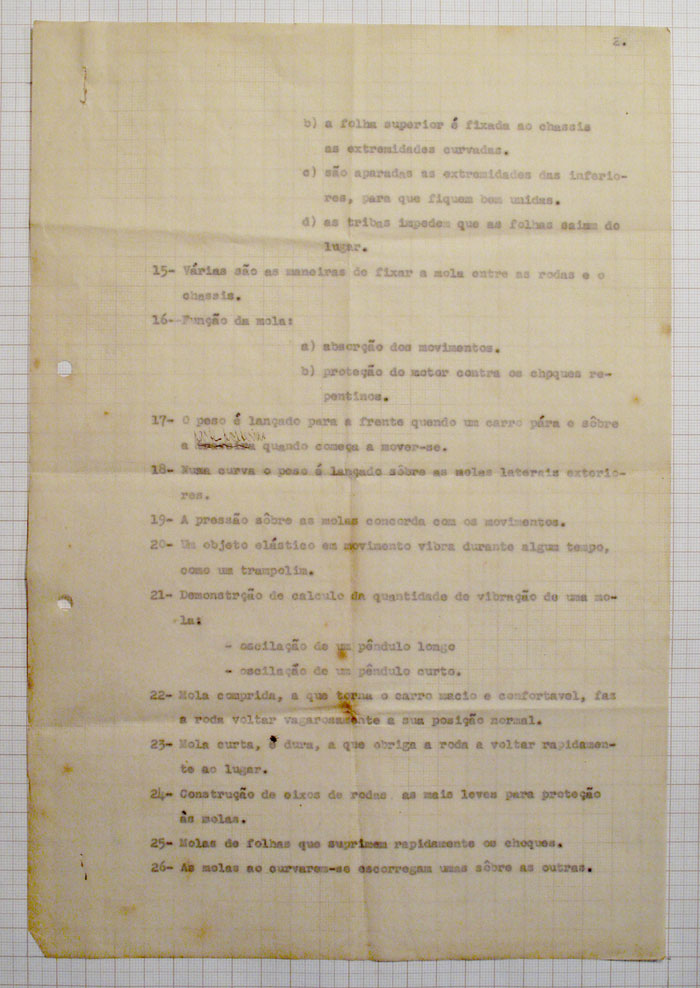 2.
b) a folha superior é fixada ao chassis
as extremidades curvadas.
c) são aparadas as extremidades das inferio-
res, para que fiquem bem unidas.
d) as tribas impedem que as folhas saiam do
lugar.
15- Várias são as maneiras de fixar a mola entre as rodas e o
chassis.
16- Função da mola:
a) absorção dos movimentos.
b) proteção do motor contra os chpques re-
pentinos.
17- O peso é lançado para a frente quando um carro pára e sôbre
a quando começa a mover-se.
18- Numa curva o peso é lançado sôbre as molas laterais exterio-
res.
19- A pressão sôbre as molas concorda com os movimentos.
20- Um objeto elástico em movimento vibra durante algum tempo,
como um trampolim.
21- Demonstrção de calculo da quantidade de vibração de uma mo-
la:
- oscilação de um pêndulo longo
- oscilação de um pêndulo curto.
22- Mola comprida, a que torna o carro macio e confortavel, faz
a roda voltar vagarosamente a sua posição normal.
23- Mola curta, é dura, a que obriga a roda a voltar rapidamen-
te ao lugar.
24- Construção de eixos de rodas as mais leves para proteção
às molas.
25- Molas de folhas que suprimem rapidamente os choques.
26- As molas ao curvarem-se escorregam umas sôbre as outras.